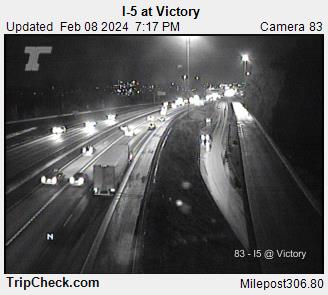 I-5 at Victory
Updated Feb 08 2024 7:17 PM Camera 83
T
N
83 - I5 @ Victory
TripCheck.com Milepost306.80